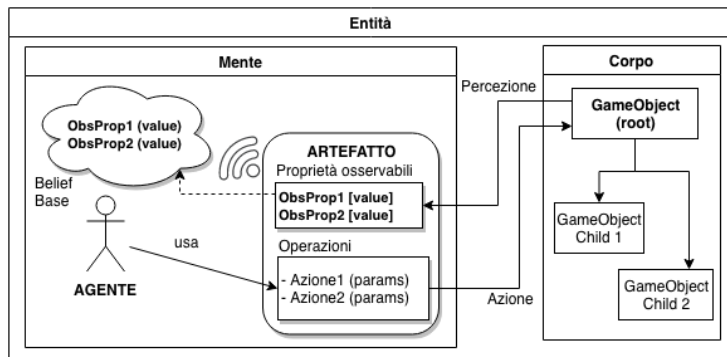 Entità
Mente
ObsProp1 (value)
ObsProp2 (value)
Belief
Base
AGENTE
usa
ARTEFATTO
Proprietà osservabili
ObsProp1 [value]
ObsProp2 [value]
Operazioni
- Azione1 (params)
- Azione2 (params)
Percezione
Azione
Corpo
GameObject
(root)
GameObject
Child 1
GameObject
Child 2